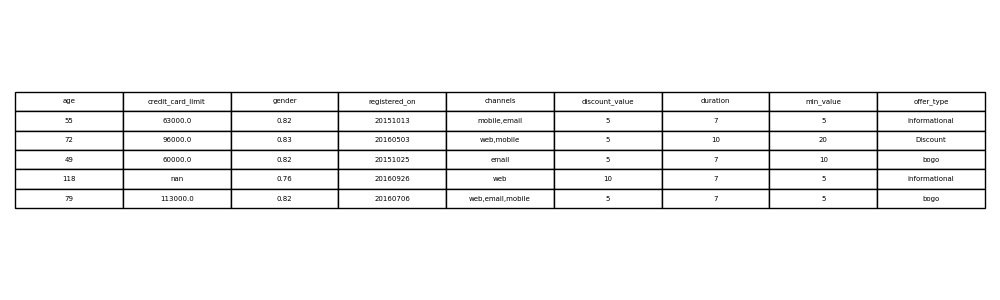 age credit_card_limit gender registered_on channels discount_value duration min_value offer_type
55 63000.0 0.82 20151013 mobile,email 5 7 5 informational
72 96000.0 0.83 20160503 web,mobile 5 10 20 Discount
49 60000.0 0.82 20151025 email 5 7 10 bogo
118 nan 0.76 20160926 web 10 7 5 informational
79 113000.0 0.82 20160706 web,email,mobile 5 7 5 bogo